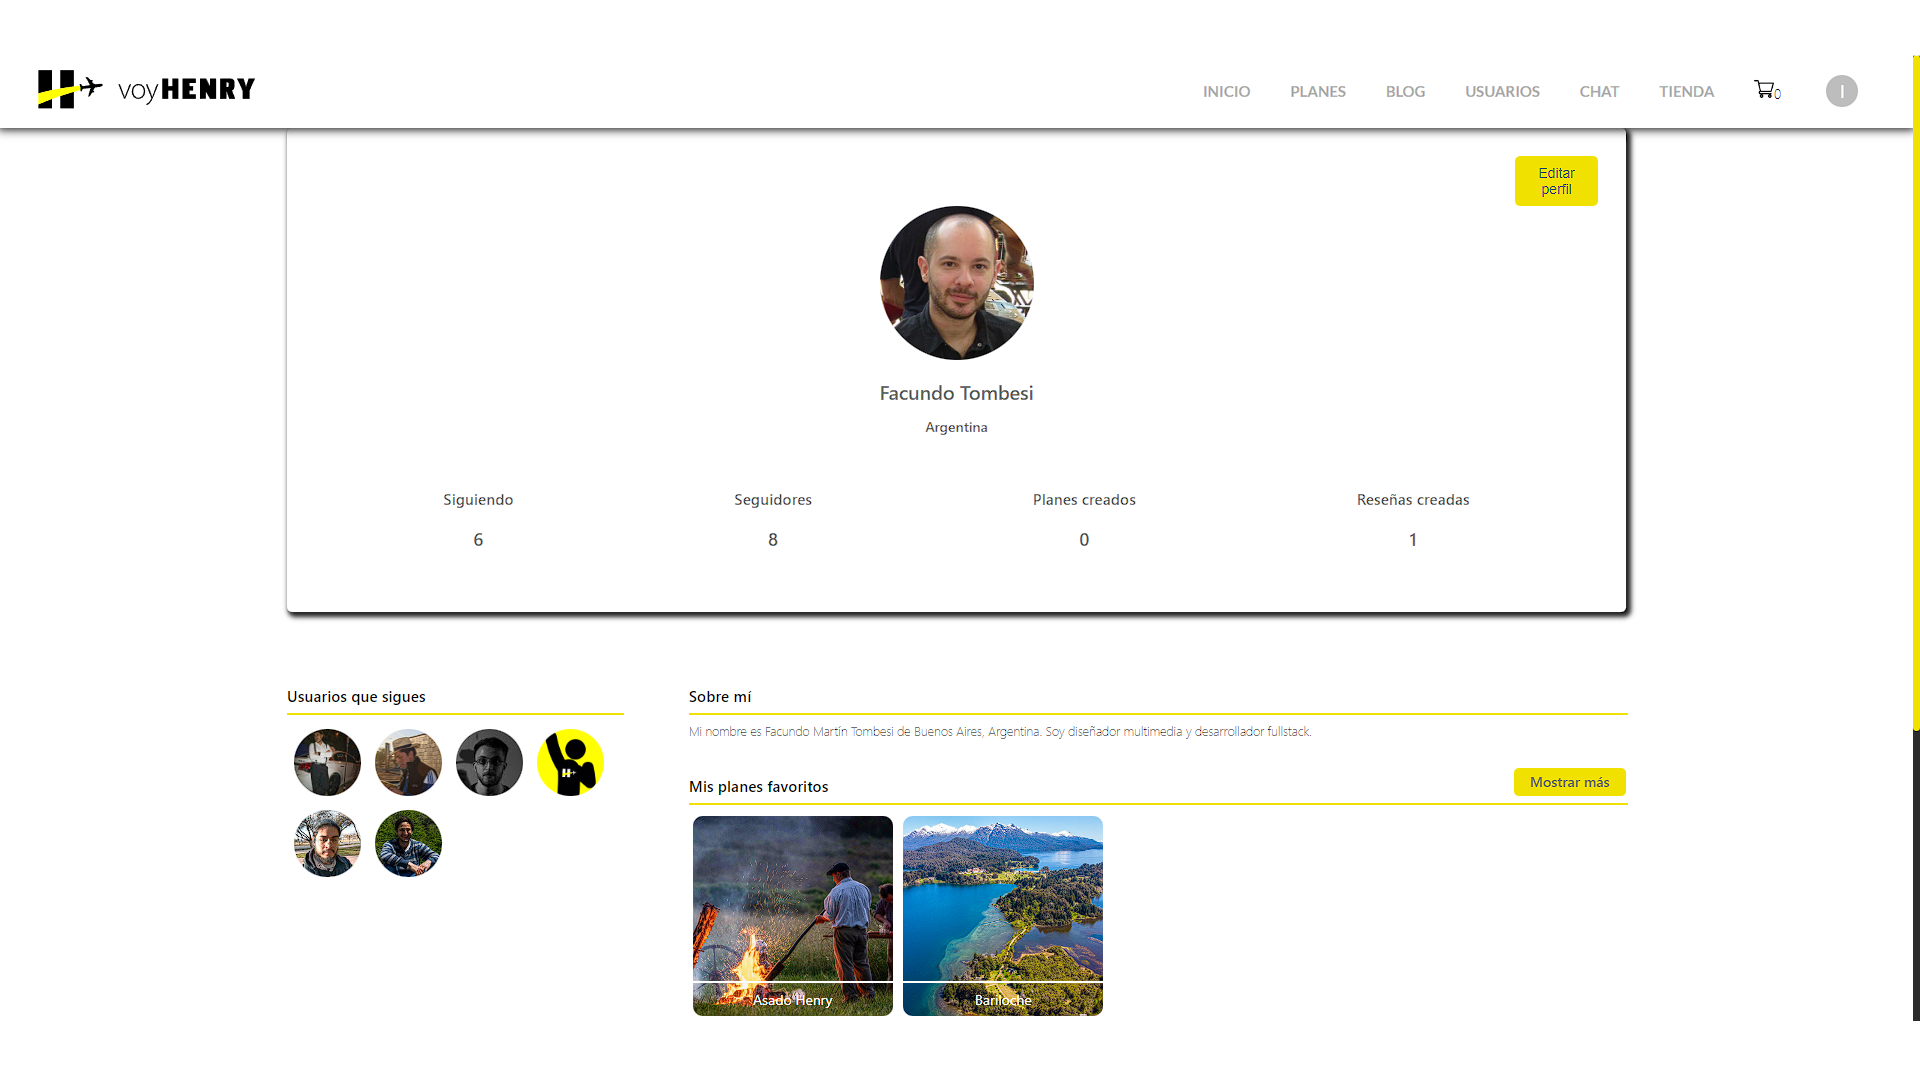 voyHENRY
INICIO PLANES BLOG USUARIOS CHAT TIENDA 0 I
Editar
perfil
Facundo Tombesi
Argentina
Siguiendo Seguidores Planes creados Reseñas creadas
6 8 0 1
Usuarios que sigues
Sobre mí
Mi nombre es Facundo Martín Tombesi de Buenos Aires, Argentina. Soy diseñador multimedia y desarrollador fullstack.
Mis planes favoritos
Mostrar más
Asado Henry
Bariloche